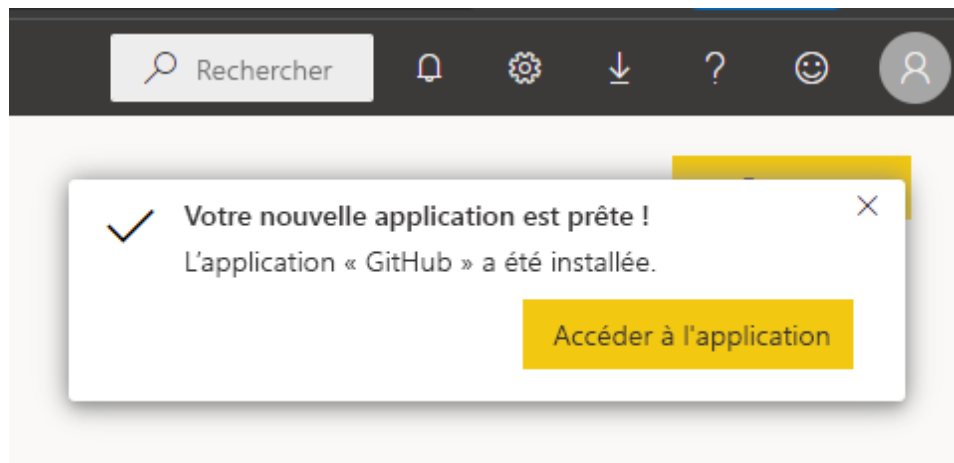 Rechercher
Votre nouvelle application est prête !
L'application « GitHub » a été installée.
Accéder à l'application